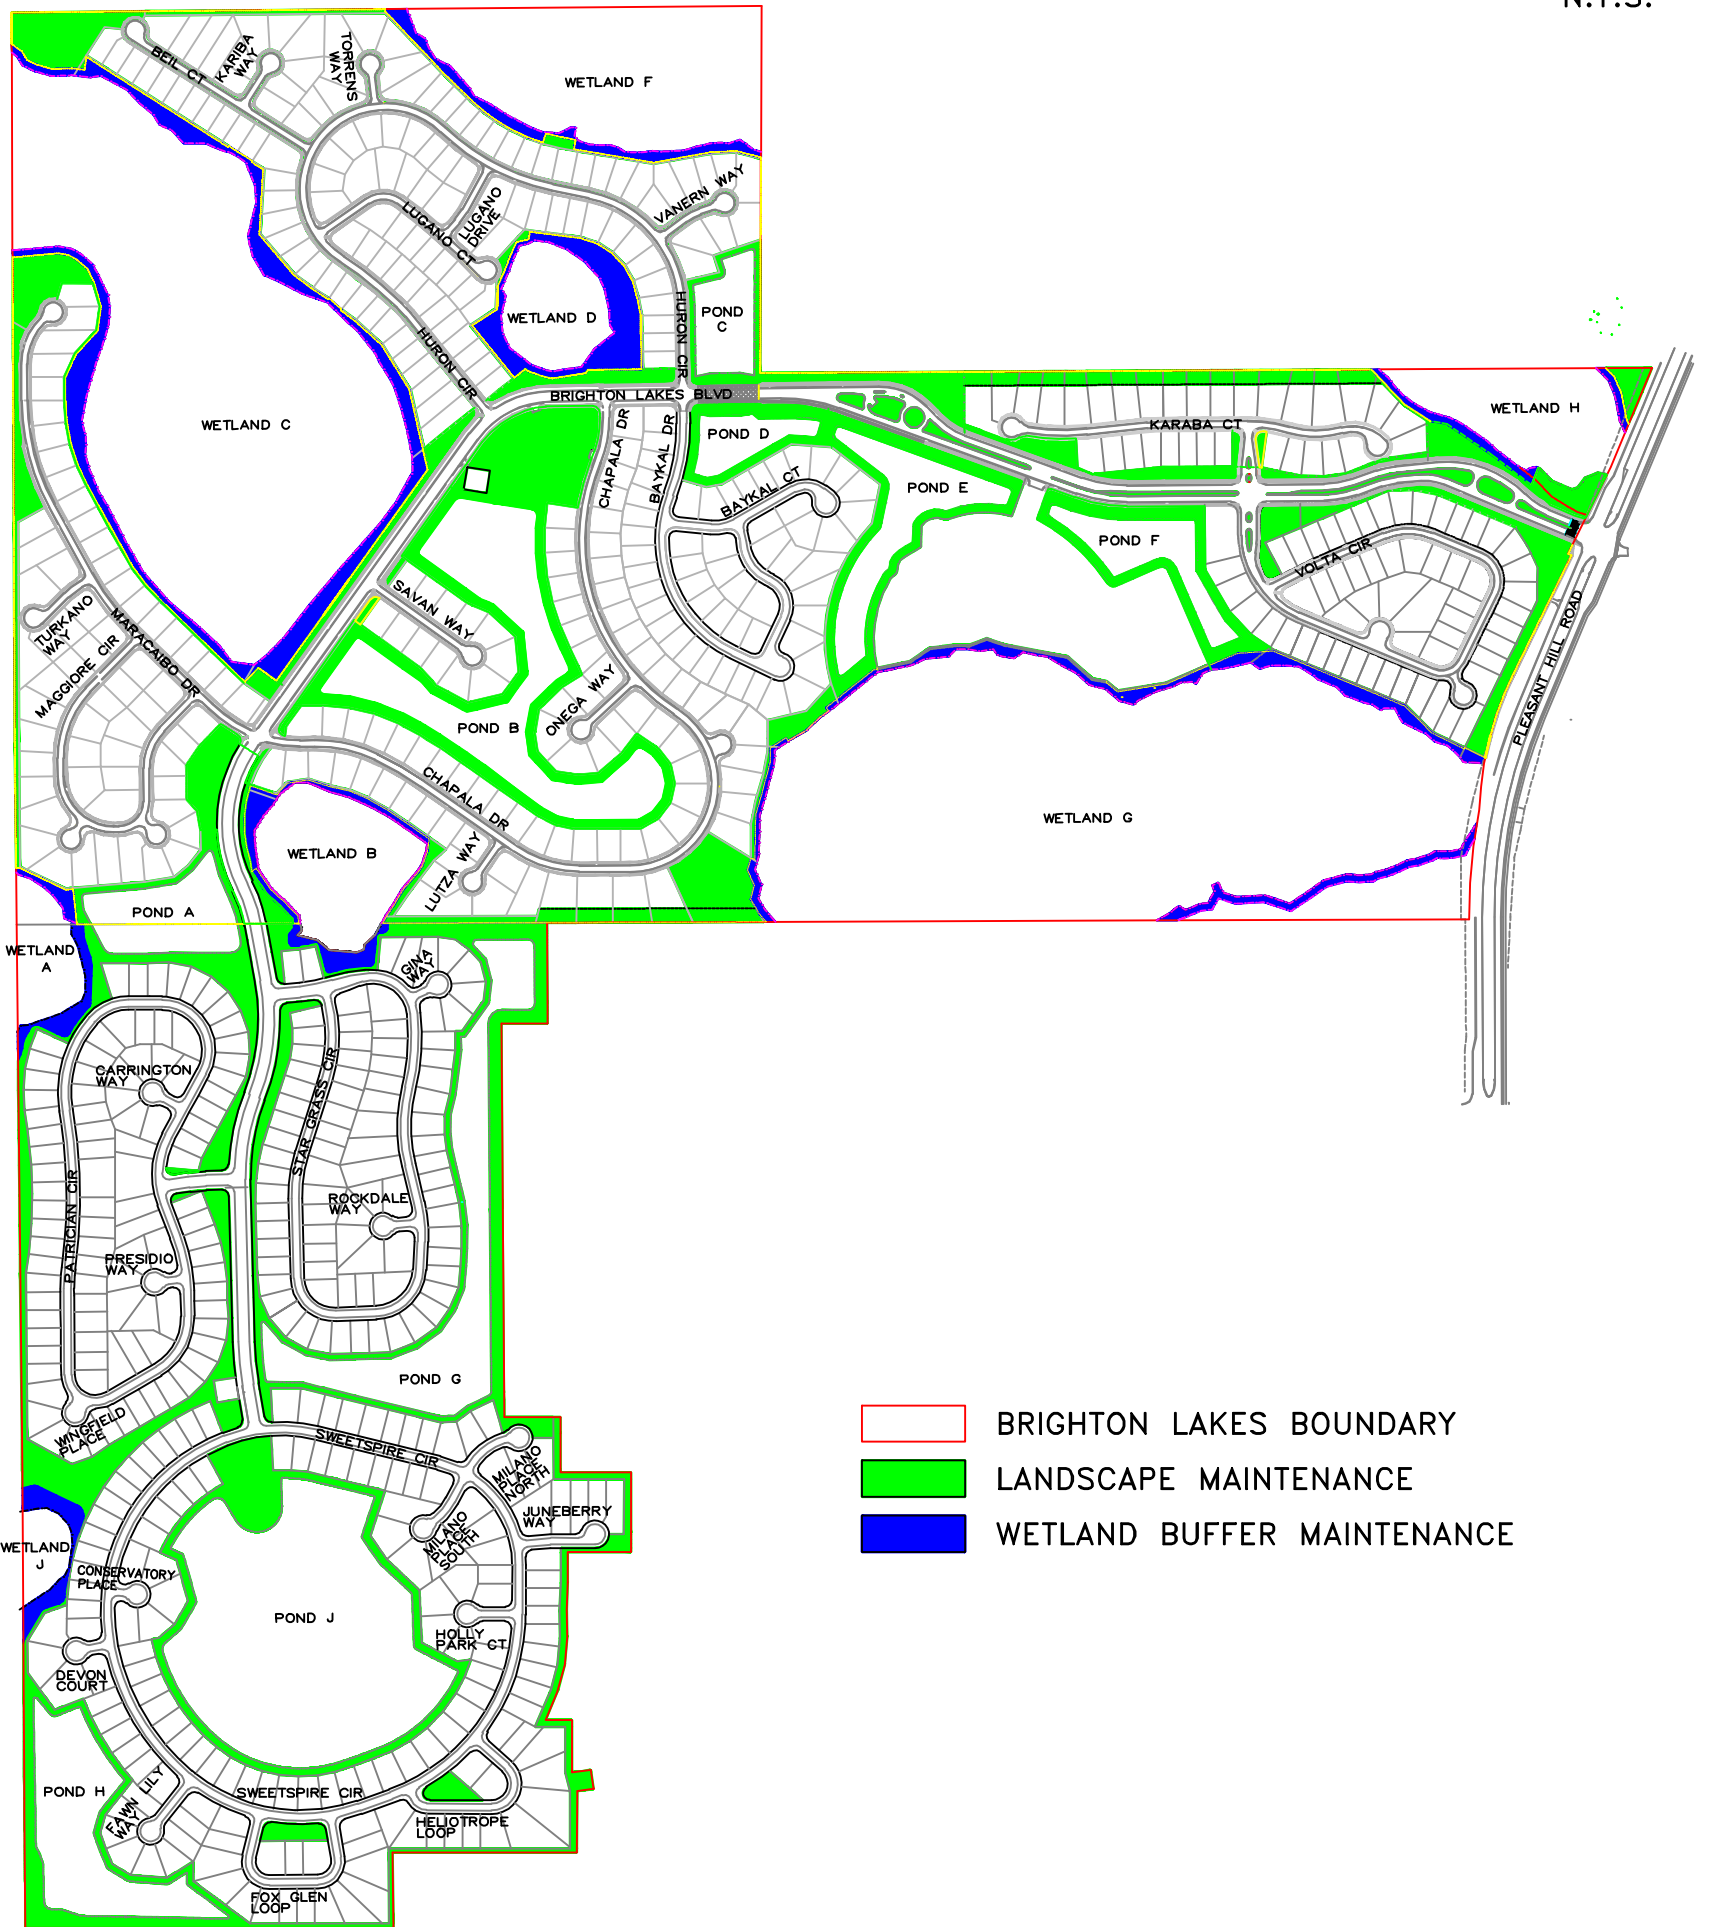 N.T.S.
BEIL CT
KARIBA
WAY
TORRENS
WAY
WETLAND F
VANERN WAY
LUGANO
DRIVE
LUGANO CT
WETLAND D
HURON CIR
POND
C
HURON CIR
BRIGHTON LAKES BLVD
WETLAND C
CHAPALA DR
BAYKAL DR
POND D
BAYKAL CT
POND E
KARABA CT
WETLAND H
POND F
VOLTA CIR
PLEASANT HILL ROAD
SAVAN WAY
TURKANO
WAY
MAGGIORE CIR
MARACAIBO DR
ONEGA WAY
POND B
CHAPALA DR
LUTZA WAY
WETLAND B
WETLAND G
POND A
WETLAND
A
GINA
WAY
CARRINGTON
WAY
STAR GRASS CIR
PATRICIAN CIR
ROCKDALE
WAY
PRESIDIO
WAY
POND G
WINGFIELD
PLACE
SWEETSPIRE CIR
MILANO
PLACE
NORTH
JUNEBERRY
WAY
MILANO
PLACE
SOUTH
WETLAND
J
CONSERVATORY
PLACE
POND J
HOLLY
PARK CT
DEVON
COURT
POND H
FAWN LILY
WAY
SWEETSPIRE CIR
HELIOTROPE
LOOP
FOX GLEN
LOOP
BRIGHTON LAKES BOUNDARY
LANDSCAPE MAINTENANCE
WETLAND BUFFER MAINTENANCE